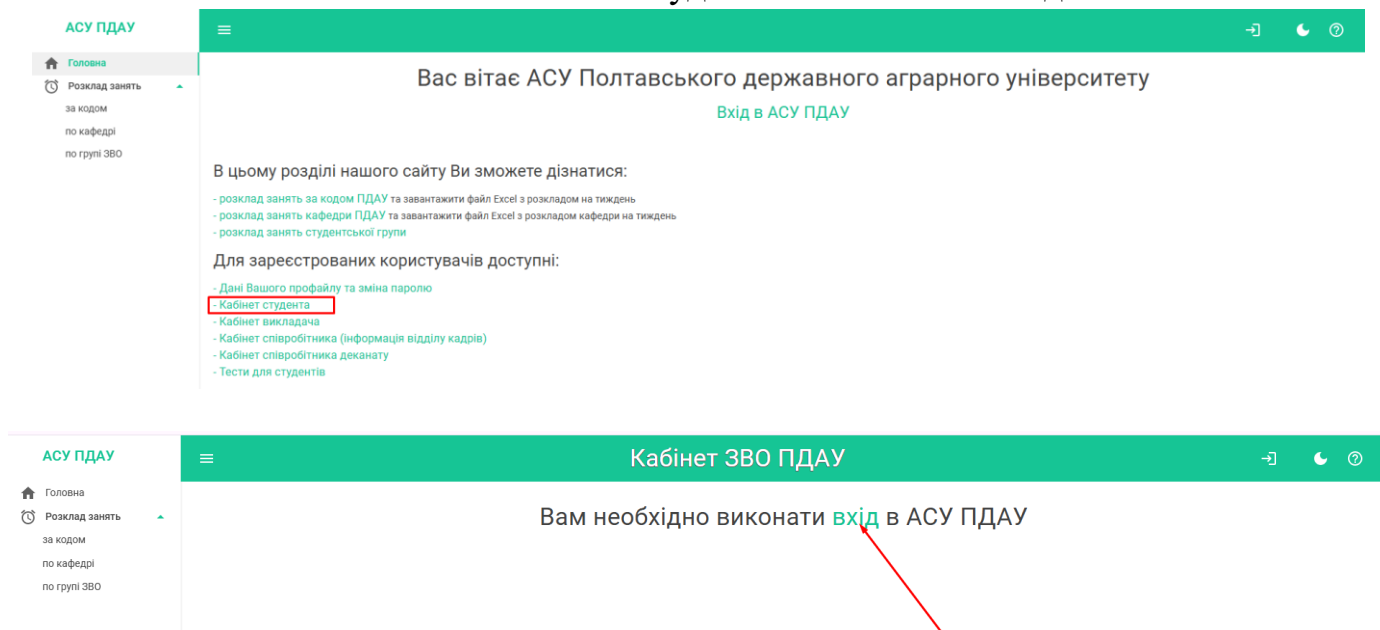 АСУ ПДАУ
Головна
Розклад занять
за кодом
по кафедрі
по групі ЗВО
Вас вітає АСУ Полтавського державного аграрного університету
Вхід в АСУ ПДАУ
В цьому розділі нашого сайту Ви зможете дізнатися:
- розклад занять за кодом ПДАУ та завантажити файл Excel з розкладом на тиждень
- розклад занять кафедри ПДАУ та завантажити файл Excel з розкладом кафедри на тиждень
- розклад занять студентської групи
Для зареєстрованих користувачів доступні:
- Дані Вашого профайлу та зміна паролю
- Кабінет студента
- Кабінет викладача
- Кабінет співробітника (інформація відділу кадрів)
- Кабінет співробітника деканату
- Тести для студентів
АСУ ПДАУ
Кабінет ЗВО ПДАУ
Головна
Розклад занять
за кодом
по кафедрі
по групі ЗВО
Вам необхідно виконати вхід в АСУ ПДАУ